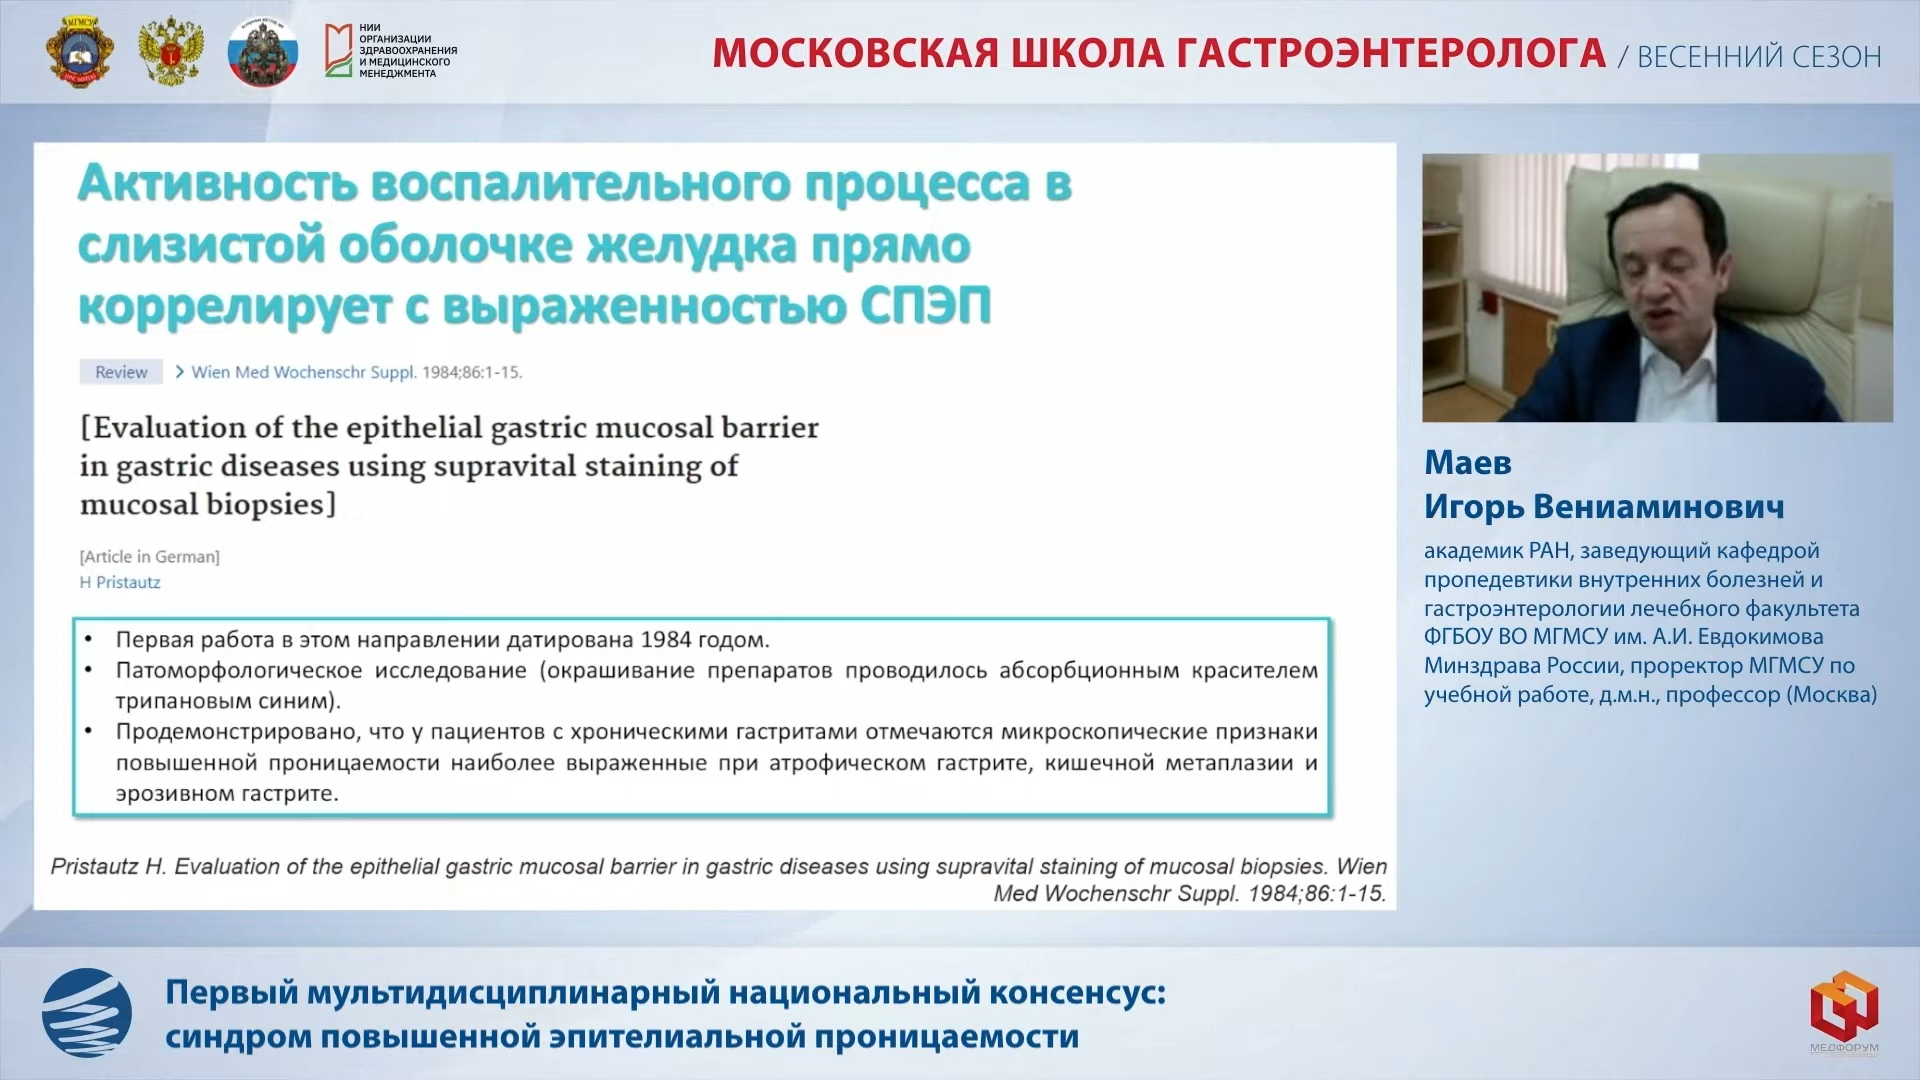 МГМСУ
НИИ
ОРГАНИЗАЦИИ
ЗДРАВООХРАНЕНИЯ
И МЕДИЦИНСКОГО
МЕНЕДЖМЕНТА
МОСКОВСКАЯ ШКОЛА ГАСТРОЭНТЕРОЛОГА / ВЕСЕННИЙ СЕЗОН
Активность воспалительного процесса в
слизистой оболочке желудка прямо
коррелирует с выраженностью СПЭП
Review > Wien Med Wochenschr Suppl. 1984;86:1-15.
[Evaluation of the epithelial gastric mucosal barrier
in gastric diseases using supravital staining of
mucosal biopsies]
[Article in German]
H Pristautz
• Первая работа в этом направлении датирована 1984 годом.
• Патоморфологическое исследование (окрашивание препаратов проводилось абсорбционным красителем
трипановым синим).
• Продемонстрировано, что у пациентов с хроническими гастритами отмечаются микроскопические признаки
повышенной проницаемости наиболее выраженные при атрофическом гастрите, кишечной метаплазии и
эрозивном гастрите.
Pristautz H. Evaluation of the epithelial gastric mucosal barrier in gastric diseases using supravital staining of mucosal biopsies. Wien
Med Wochenschr Suppl. 1984;86:1-15.
Маев
Игорь Вениаминович
академик РАН, заведующий кафедрой
пропедевтики внутренних болезней и
гастроэнтерологии лечебного факультета
ФГБОУ ВО МГМСУ им. А.И. Евдокимова
Минздрава России, проректор МГМСУ по
учебной работе, д.м.н., профессор (Москва)
Первый мультидисциплинарный национальный консенсус:
синдром повышенной эпителиальной проницаемости
МЕДФОРУМ